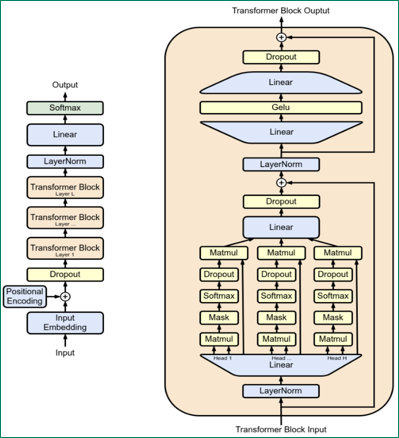 Transformer Block Ouptut
Dropout
Linear
Gelu
Linear
LayerNorm
Dropout
Linear
Matmul Matmul Matmul
Dropout Dropout Dropout
Softmax Softmax Softmax
Mask Mask Mask
Matmul Matmul Matmul
Head 1 Head ... Head H
Linear
LayerNorm
Transformer Block Input
Output
Softmax
Linear
LayerNorm
Transformer Block
Layer L
Transformer Block
Layer ...
Transformer Block
Layer 1
Dropout
Positional
Encoding
Input
Embedding
Input